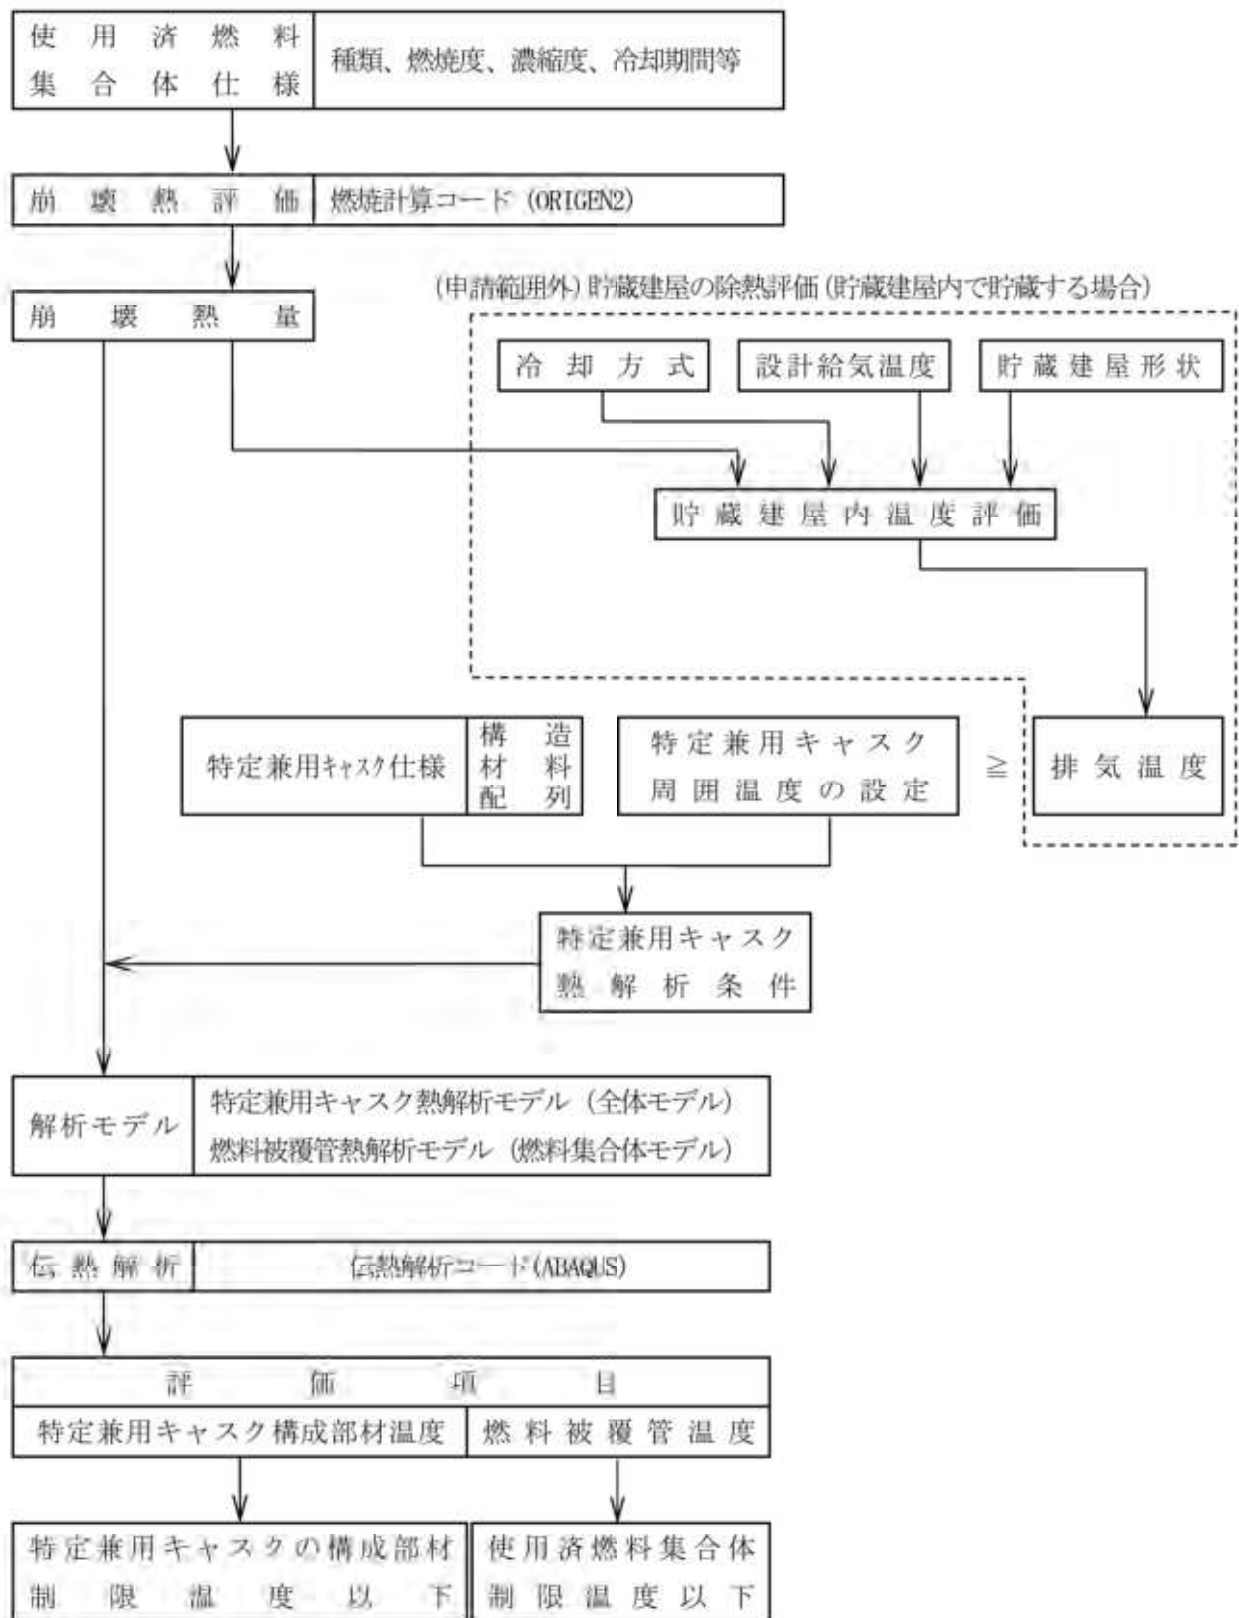 使用済燃料
集合体仕様
種類、燃焼度、濃縮度、冷却期間等
崩壊熱評価
燃焼計算コード (ORIGEN2)
崩壊熱量
(申請範囲外) 貯蔵建屋の除熱評価 (貯蔵建屋内で貯蔵する場合)
冷却方式
設計給気温度
貯蔵建屋形状
貯蔵建屋内温度評価
特定兼用キャスク仕様
構造
材料
配列
特定兼用キャスク
周囲温度の設定
≧
排気温度
特定兼用キャスク
熱解析条件
解析モデル
特定兼用キャスク熱解析モデル (全体モデル)
燃料被覆管熱解析モデル (燃料集合体モデル)
伝熱解析
伝熱解析コード(ABAQUS)
評価項目
特定兼用キャスク構成部材温度
燃料被覆管温度
特定兼用キャスクの構成部材
制限温度以下
使用済燃料集合体
制限温度以下